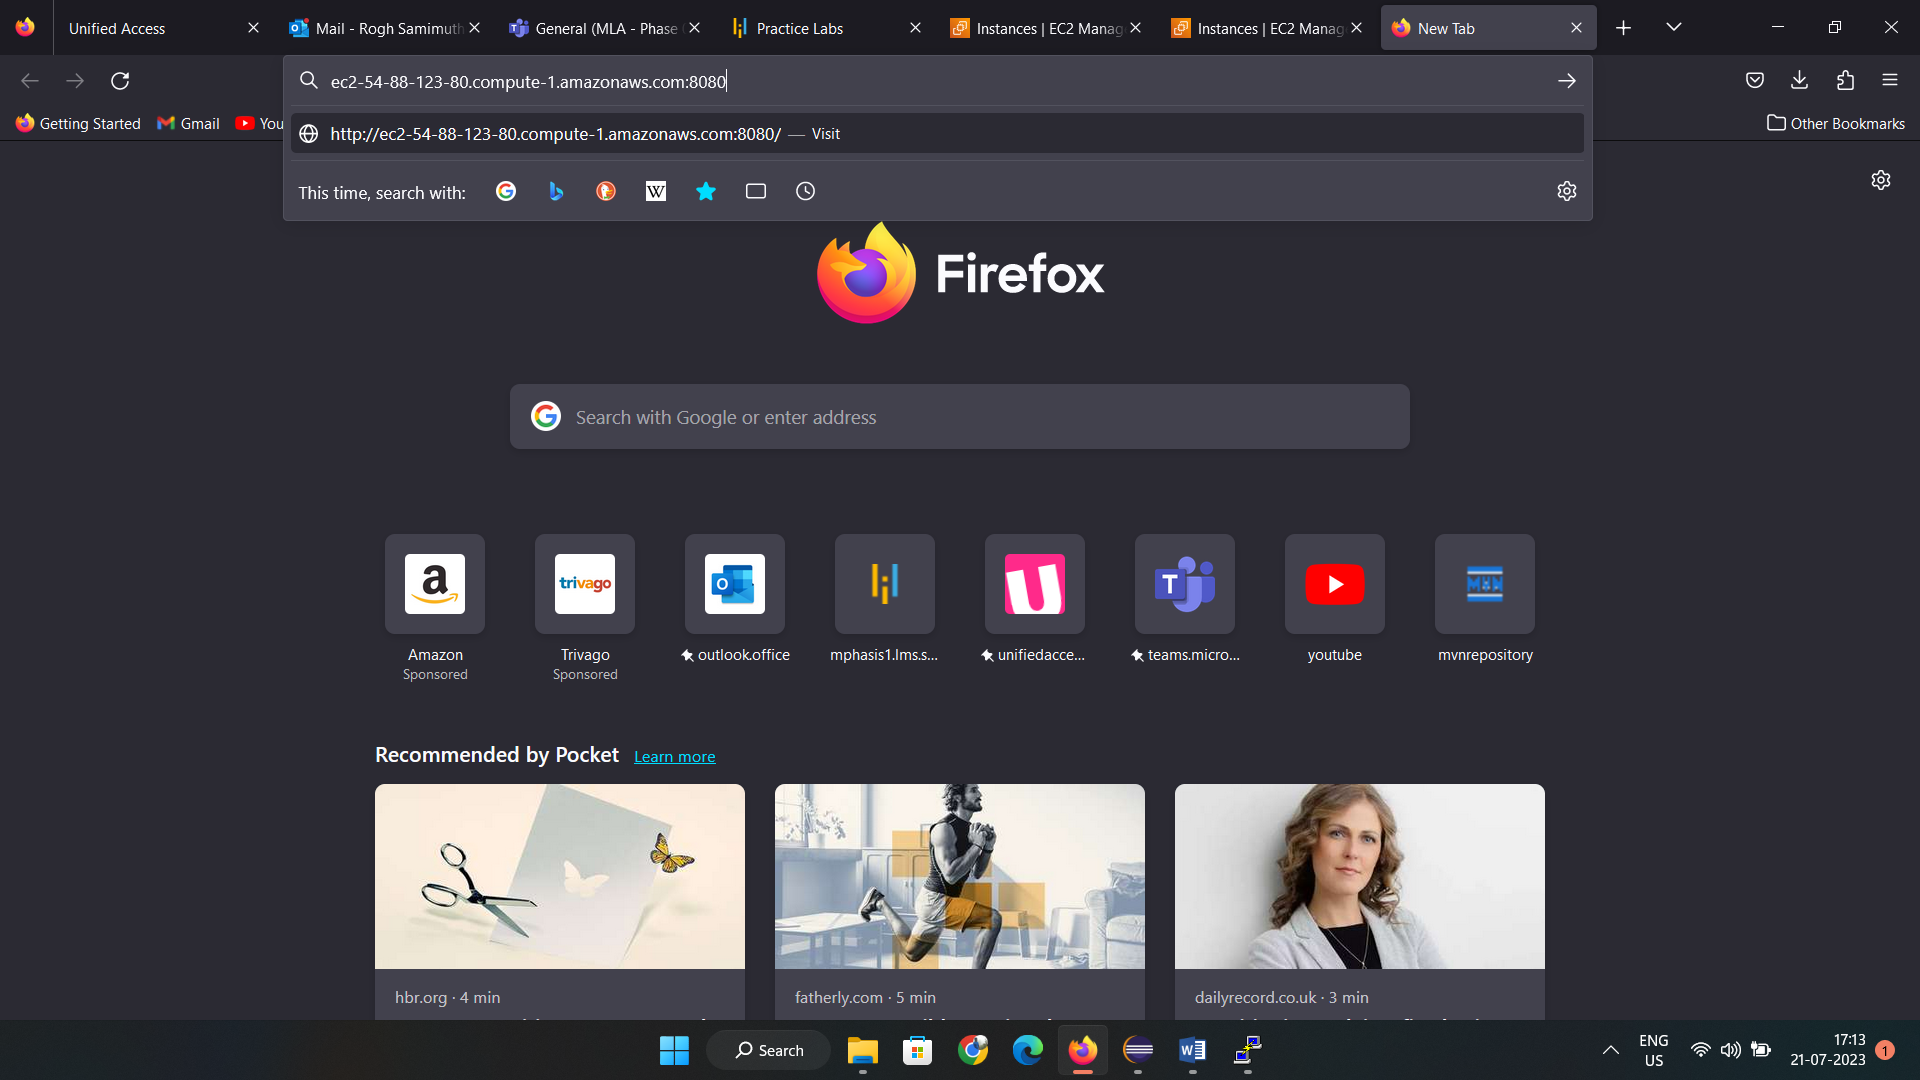 Unified Access
Mail - Rogh Samimuth
General (MLA - Phase
Practice Labs
Instances | EC2 Manag
Instances | EC2 Manag
New Tab
ec2-54-88-123-80.compute-1.amazonaws.com:8080
Getting Started
Gmail
You
Other Bookmarks
http://ec2-54-88-123-80.compute-1.amazonaws.com:8080/ — Visit
This time, search with:
W
Firefox
Search with Google or enter address
a
trivago
O
U
T
MVN
Amazon
Sponsored
Trivago
Sponsored
outlook.office
mphasis1.lms.s...
unifiedacce...
teams.micro...
youtube
mvnrepository
Recommended by Pocket
Learn more
hbr.org · 4 min
fatherly.com · 5 min
dailyrecord.co.uk · 3 min
Search
W
ENG
US
17:13
21-07-2023
1